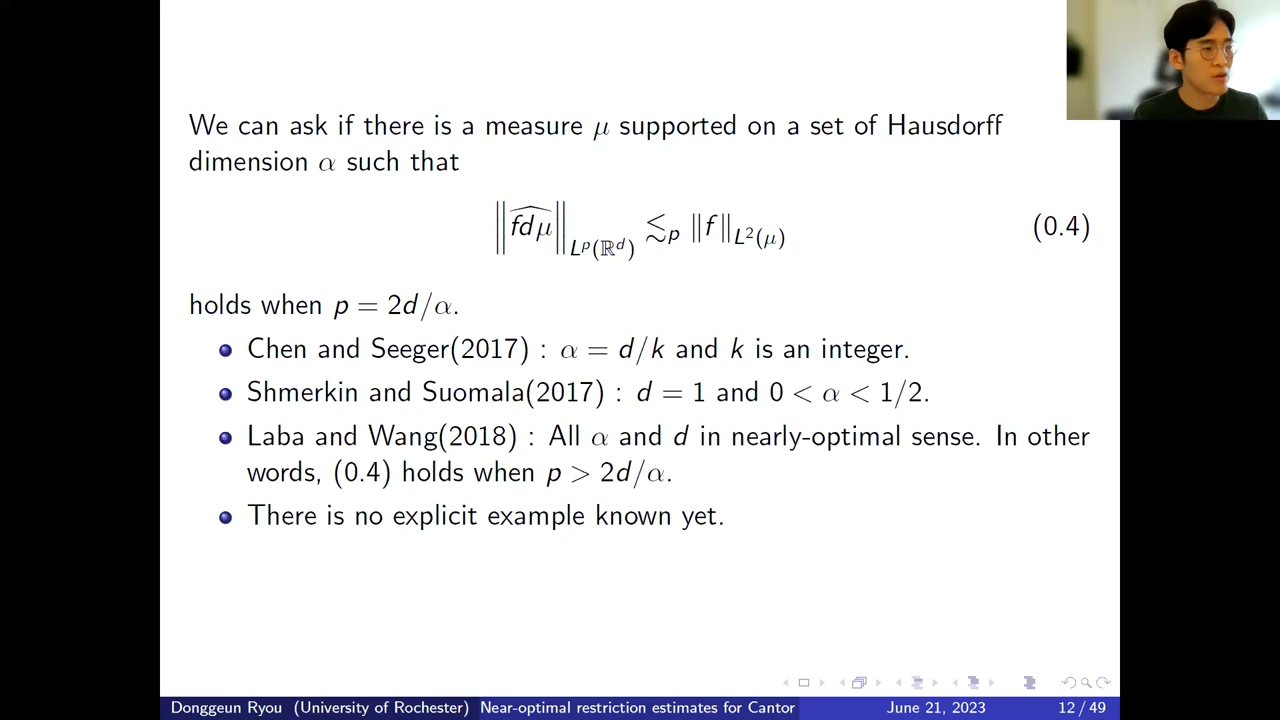 We can ask if there is a measure μ supported on a set of Hausdorff
dimension α such that
‖\widehat{fdμ}‖_{L^p(ℝ^d)} ≲_p ‖f‖_{L^2(μ)} (0.4)
holds when p = 2d/α.
Chen and Seeger(2017) : α = d/k and k is an integer.
Shmerkin and Suomala(2017) : d = 1 and 0 < α < 1/2.
Laba and Wang(2018) : All α and d in nearly-optimal sense. In other
words, (0.4) holds when p > 2d/α.
There is no explicit example known yet.
Donggeun Ryou (University of Rochester) Near-optimal restriction estimates for Cantor June 21, 2023 12 / 49